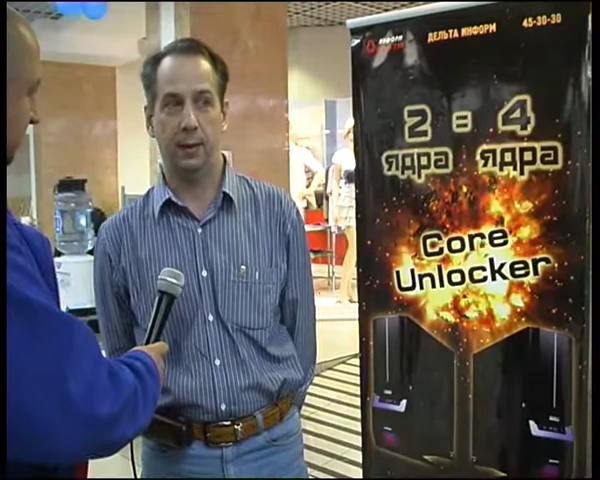 ДЕЛЬТА ИНФОРМ
45-30-30
2 = 4
ядра ядра
Core
Unlocker